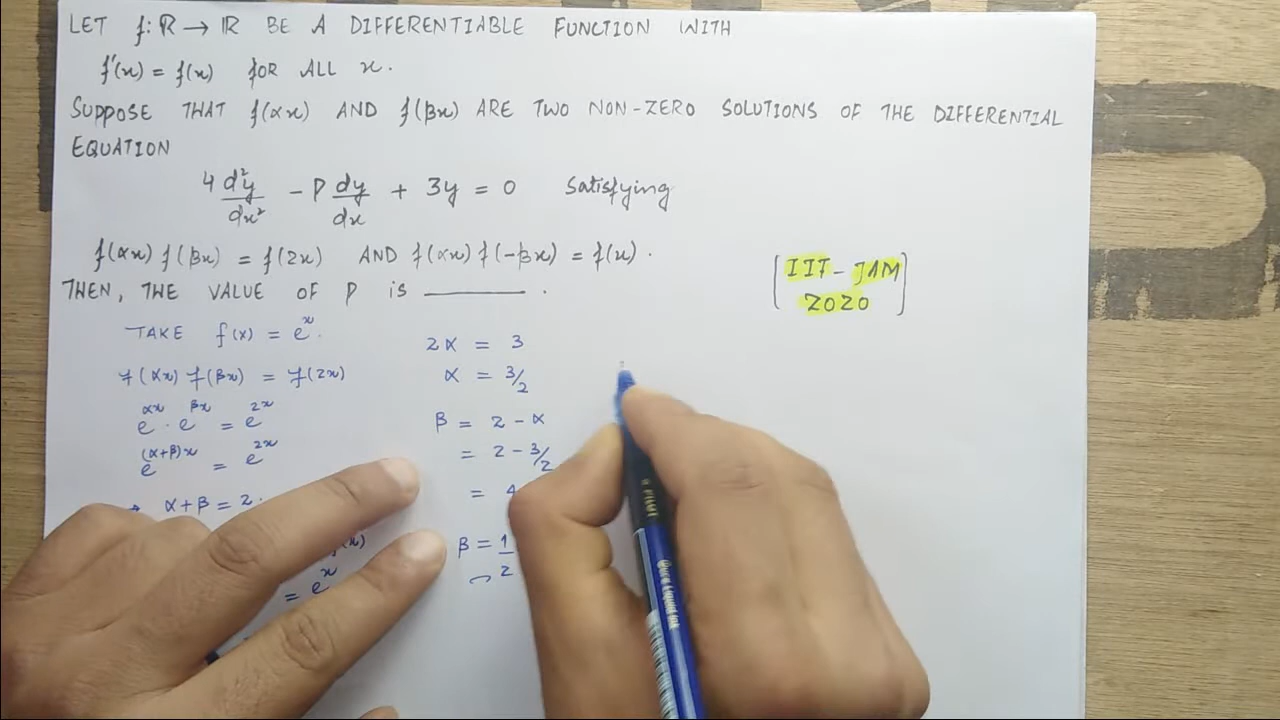 LET f: R → R BE A DIFFERENTIABLE FUNCTION WITH
f'(x) = f(x) FOR ALL x.
SUPPOSE THAT f(αx) AND f(βx) ARE TWO NON-ZERO SOLUTIONS OF THE DIFFERENTIAL
EQUATION
4 d²y/dx² - P dy/dx + 3y = 0 Satisfying
f(αx) f(βx) = f(2x) AND f(αx) f(-βx) = f(x).
THEN, THE VALUE OF P is ______ .
[IIT-JAM
2020]
TAKE f(x) = e^x.
f(αx) f(βx) = f(2x)
e^αx · e^βx = e^2x
e^(α+β)x = e^2x
α+β = 2.
= e^x
2α = 3
α = 3/2
β = 2 - α
= 2 - 3/2
= 4
β = 1/2
PILOT